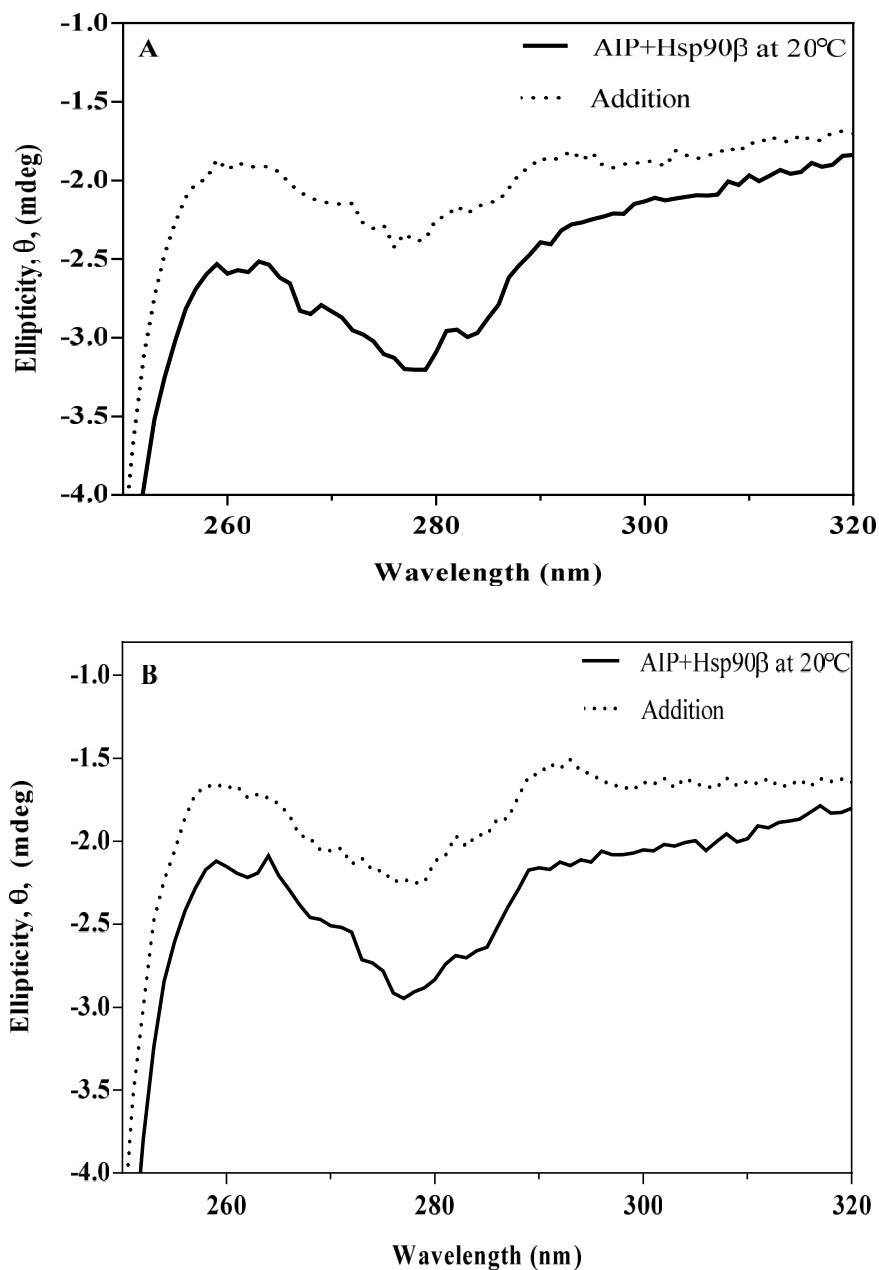 A
AIP+Hsp90β at 20°C
Addition
-1.0
-1.5
-2.0
-2.5
-3.0
-3.5
-4.0
Ellipticity, θ, (mdeg)
260
280
300
320
Wavelength (nm)
B
AIP+Hsp90β at 20°C
Addition
-1.0
-1.5
-2.0
-2.5
-3.0
-3.5
-4.0
Ellipticity, θ, (mdeg)
260
280
300
320
Wavelength (nm)